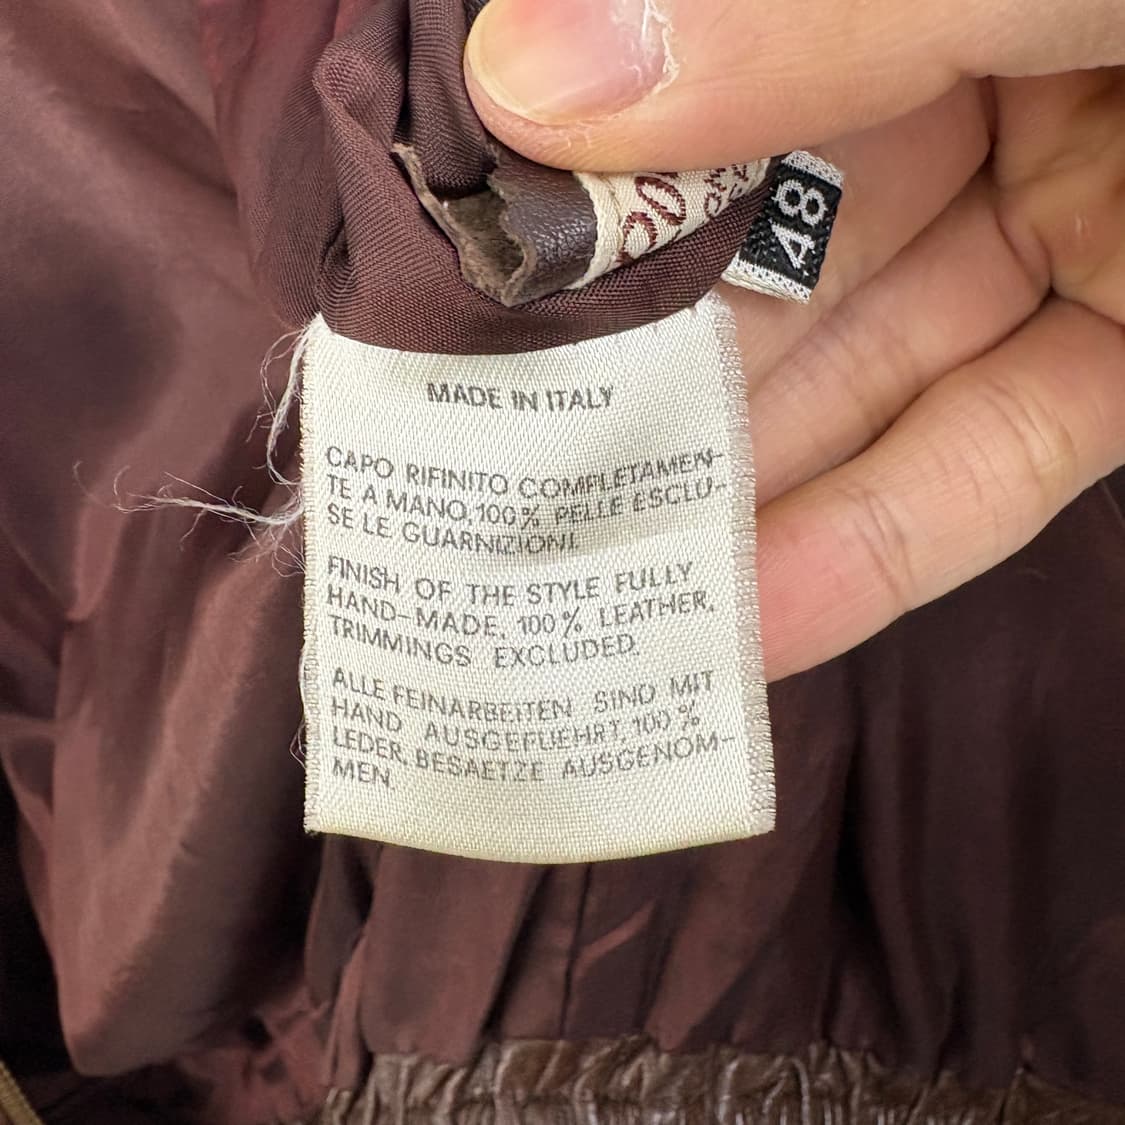 48
MADE IN ITALY
CAPO RIFINITO COMPLETAMEN-
TE A MANO, 100% PELLE ESCLU-
SE LE GUARNIZIONI.
FINISH OF THE STYLE FULLY
HAND-MADE, 100% LEATHER,
TRIMMINGS EXCLUDED.
ALLE FEINARBEITEN SIND MIT
HAND AUSGEFUEHRT, 100%
LEDER, BESAETZE AUSGENOM-
MEN.